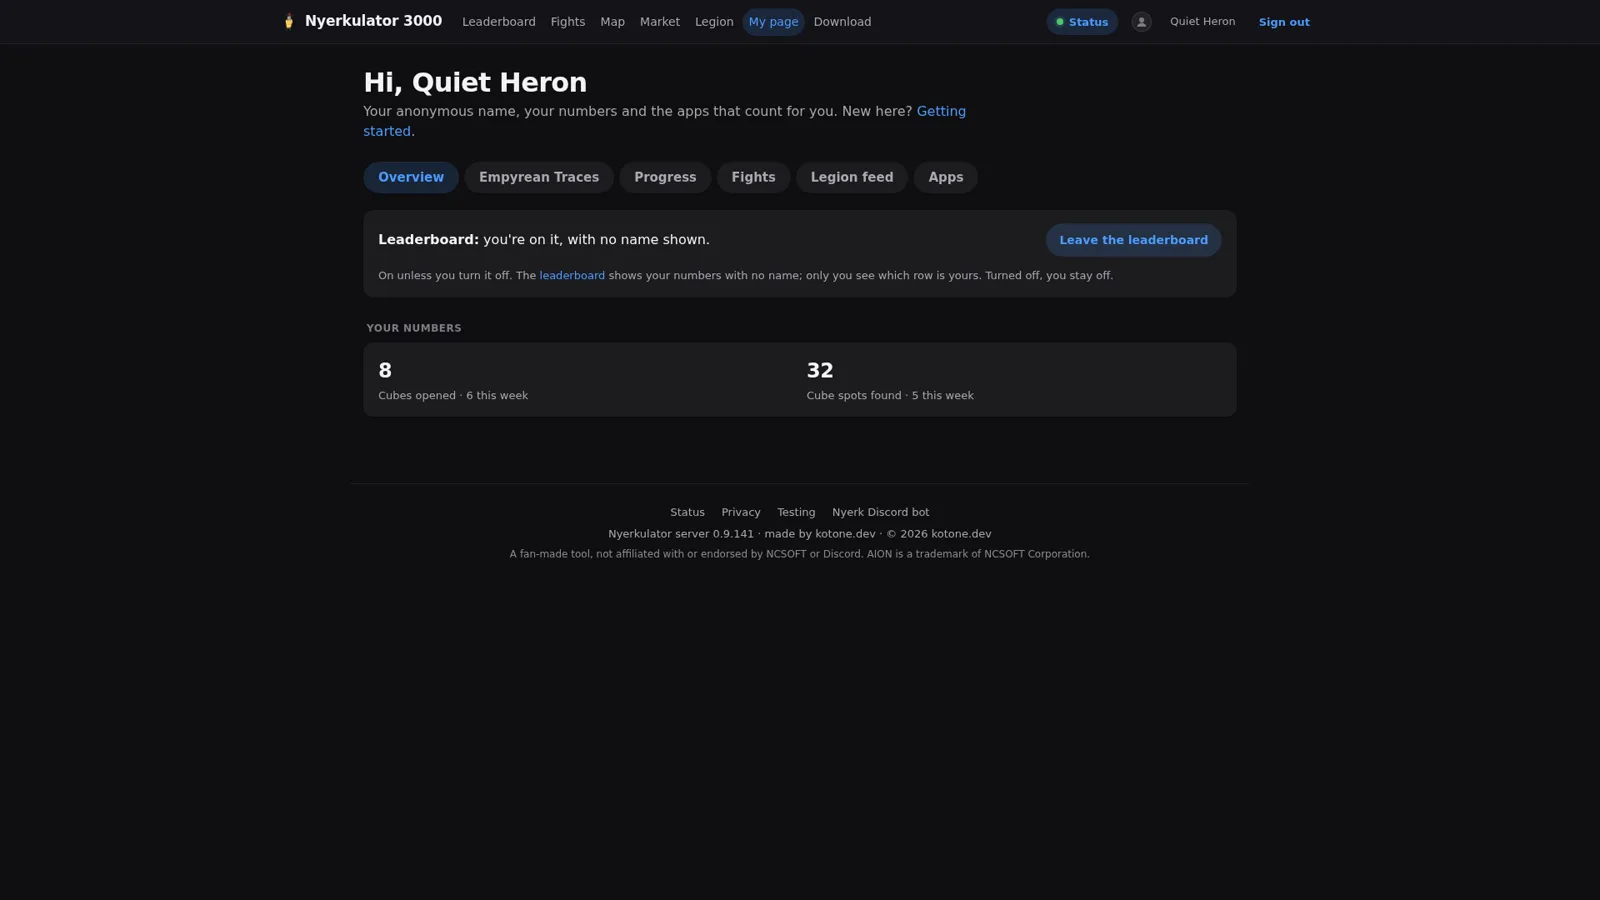 Nyerkulator 3000 Leaderboard Fights Map Market Legion My page Download Status Quiet Heron Sign out
Hi, Quiet Heron
Your anonymous name, your numbers and the apps that count for you. New here? Getting
started.
Overview Empyrean Traces Progress Fights Legion feed Apps
Leaderboard: you're on it, with no name shown. Leave the leaderboard
On unless you turn it off. The leaderboard shows your numbers with no name; only you see which row is yours. Turned off, you stay off.
YOUR NUMBERS
8 32
Cubes opened · 6 this week Cube spots found · 5 this week
Status Privacy Testing Nyerk Discord bot
Nyerkulator server 0.9.141 · made by kotone.dev · © 2026 kotone.dev
A fan-made tool, not affiliated with or endorsed by NCSOFT or Discord. AION is a trademark of NCSOFT Corporation.